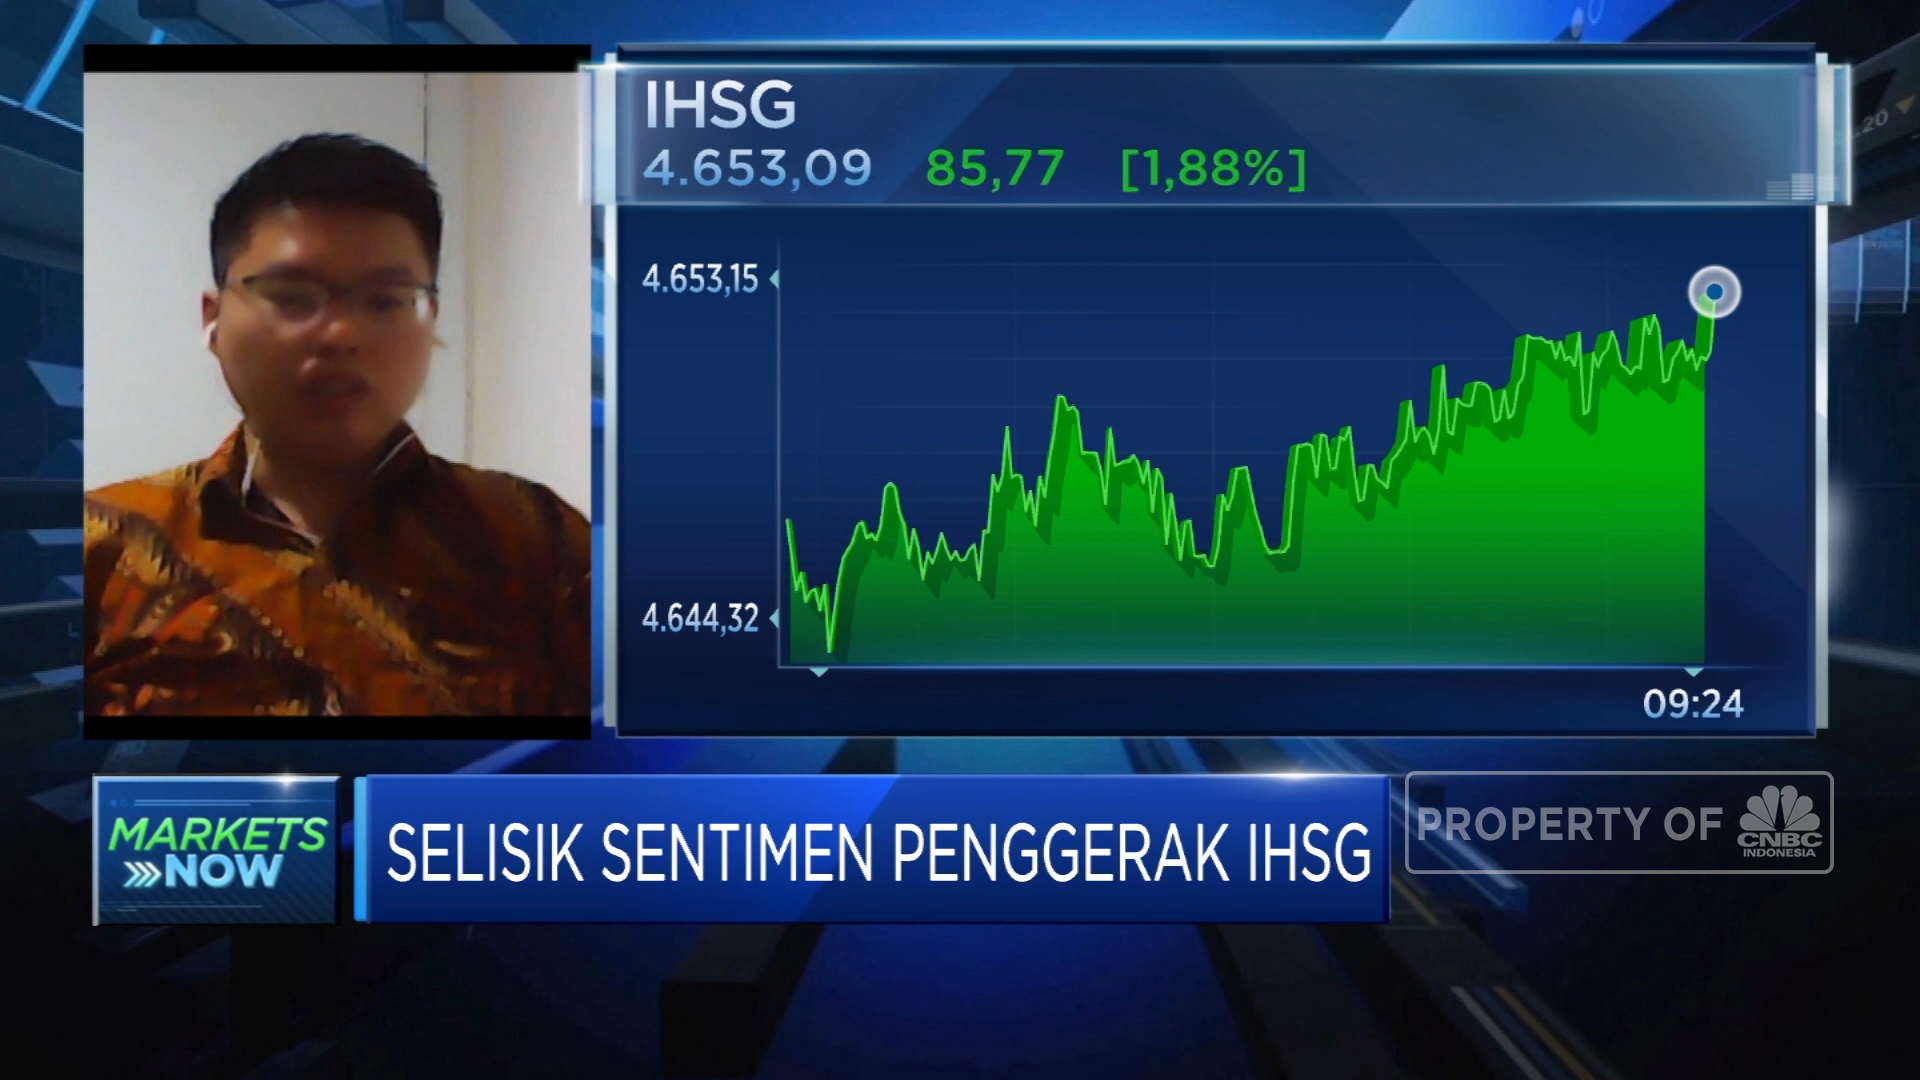 IHSG
4.653,09 85,77 [1,88%]
4.653,15
4.644,32
09:24
MARKETS
NOW
SELISIK SENTIMEN PENGGERAK IHSG
PROPERTY OF CNBC
INDONESIA